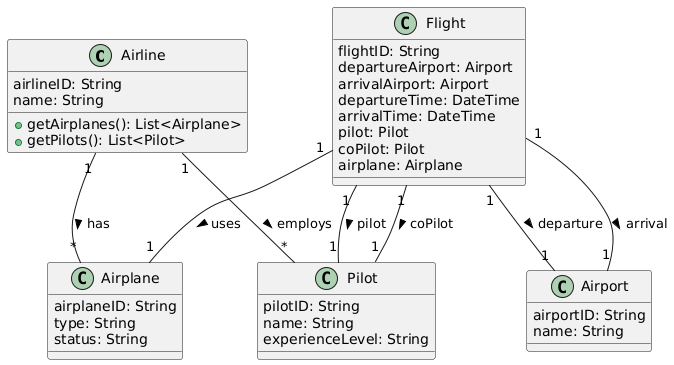 C Airline
airlineID: String
name: String
getAirplanes(): List<Airplane>
getPilots(): List<Pilot>
C Flight
flightID: String
departureAirport: Airport
arrivalAirport: Airport
departureTime: DateTime
arrivalTime: DateTime
pilot: Pilot
coPilot: Pilot
airplane: Airplane
1
1
1
1
1
1
1
1
has
uses
employs
pilot
coPilot
departure
arrival
*
1
*
1
1
1
1
C Airplane
airplaneID: String
type: String
status: String
C Pilot
pilotID: String
name: String
experienceLevel: String
C Airport
airportID: String
name: String